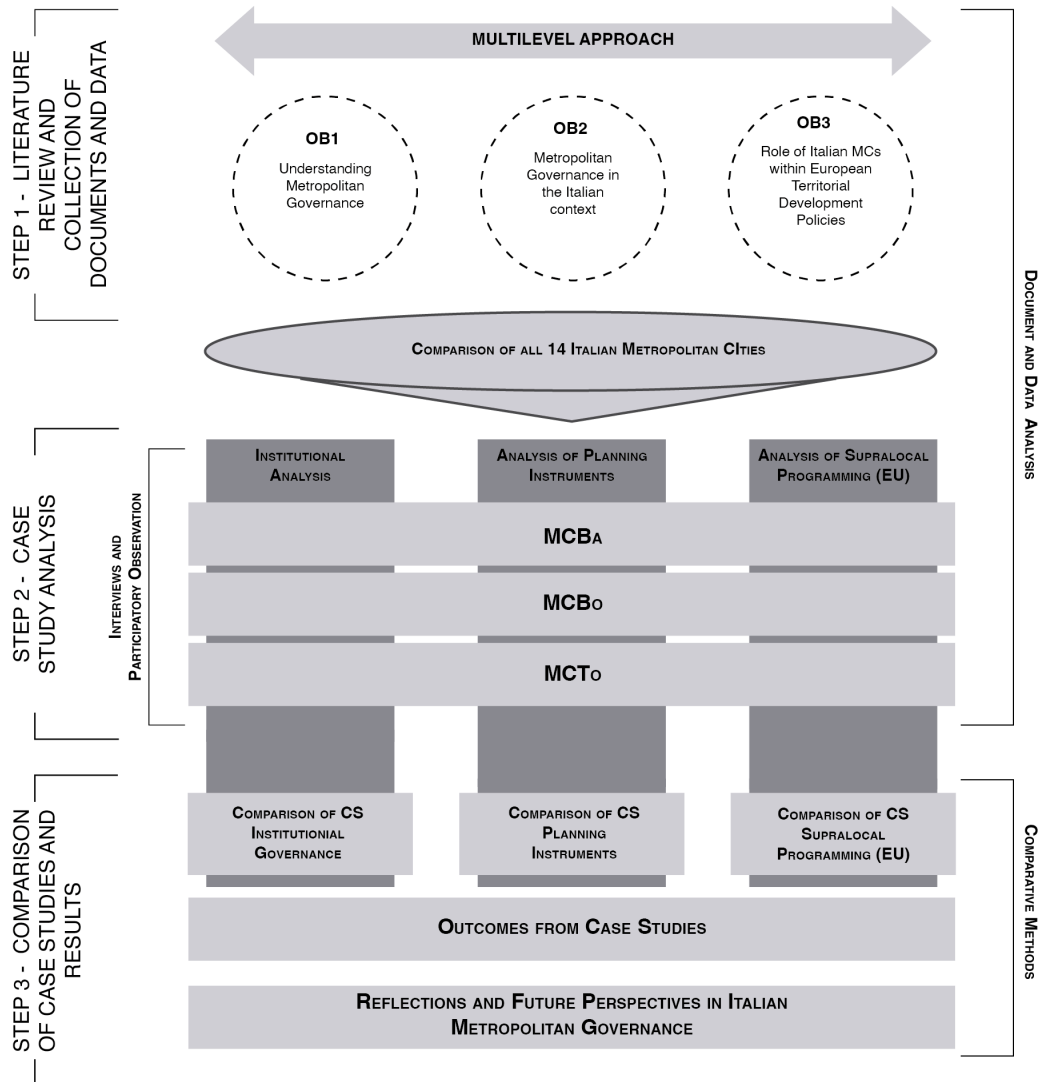 STEP 1 - LITERATURE
REVIEW AND
COLLECTION OF
DOCUMENTS AND DATA
MULTILEVEL APPROACH
OB1
Understanding
Metropolitan
Governance
OB2
Metropolitan
Governance in
the Italian
context
OB3
Role of Italian MCs
within European
Territorial
Development
Policies
COMPARISON OF ALL 14 ITALIAN METROPOLITAN CITIES
DOCUMENT AND DATA ANALYSIS
STEP 2 - CASE
STUDY ANALYSIS
INTERVIEWS AND
PARTICIPATORY OBSERVATION
INSTITUTIONAL
ANALYSIS
ANALYSIS OF PLANNING
INSTRUMENTS
ANALYSIS OF SUPRALOCAL
PROGRAMMING (EU)
MCBA
MCBO
MCTO
STEP 3 - COMPARISON
OF CASE STUDIES AND
RESULTS
COMPARISON OF CS
INSTITUTIONIAL
GOVERNANCE
COMPARISON OF CS
PLANNING
INSTRUMENTS
COMPARISON OF CS
SUPRALOCAL
PROGRAMMING (EU)
OUTCOMES FROM CASE STUDIES
REFLECTIONS AND FUTURE PERSPECTIVES IN ITALIAN
METROPOLITAN GOVERNANCE
COMPARATIVE METHODS